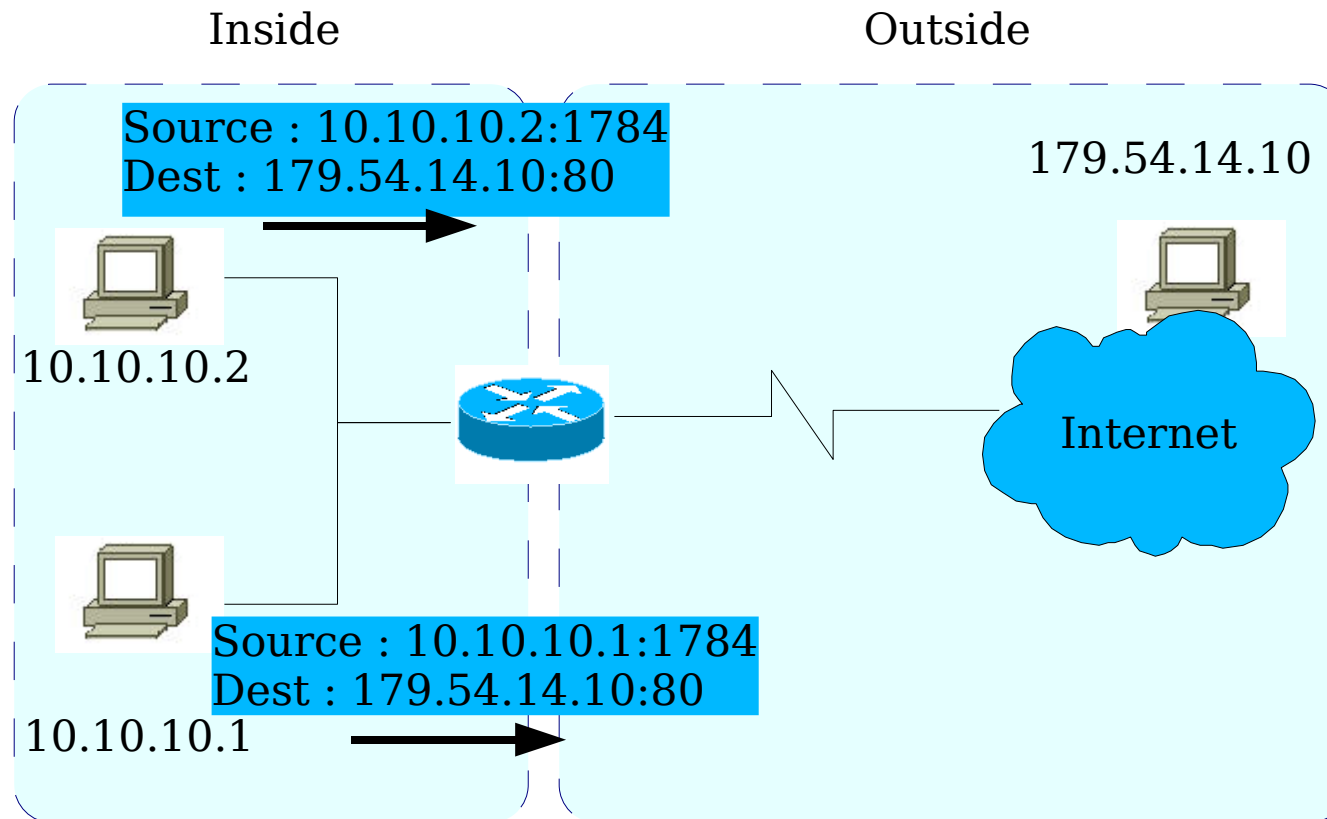 Inside
Outside
Source : 10.10.10.2:1784
Dest : 179.54.14.10:80
179.54.14.10
10.10.10.2
Internet
Source : 10.10.10.1:1784
Dest : 179.54.14.10:80
10.10.10.1